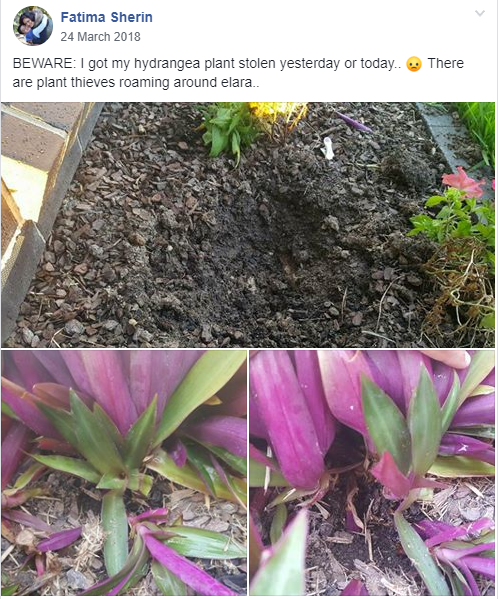 Fatima Sherin
24 March 2018
BEWARE: I got my hydrangea plant stolen yesterday or today.. 😟 There
are plant thieves roaming around elara..